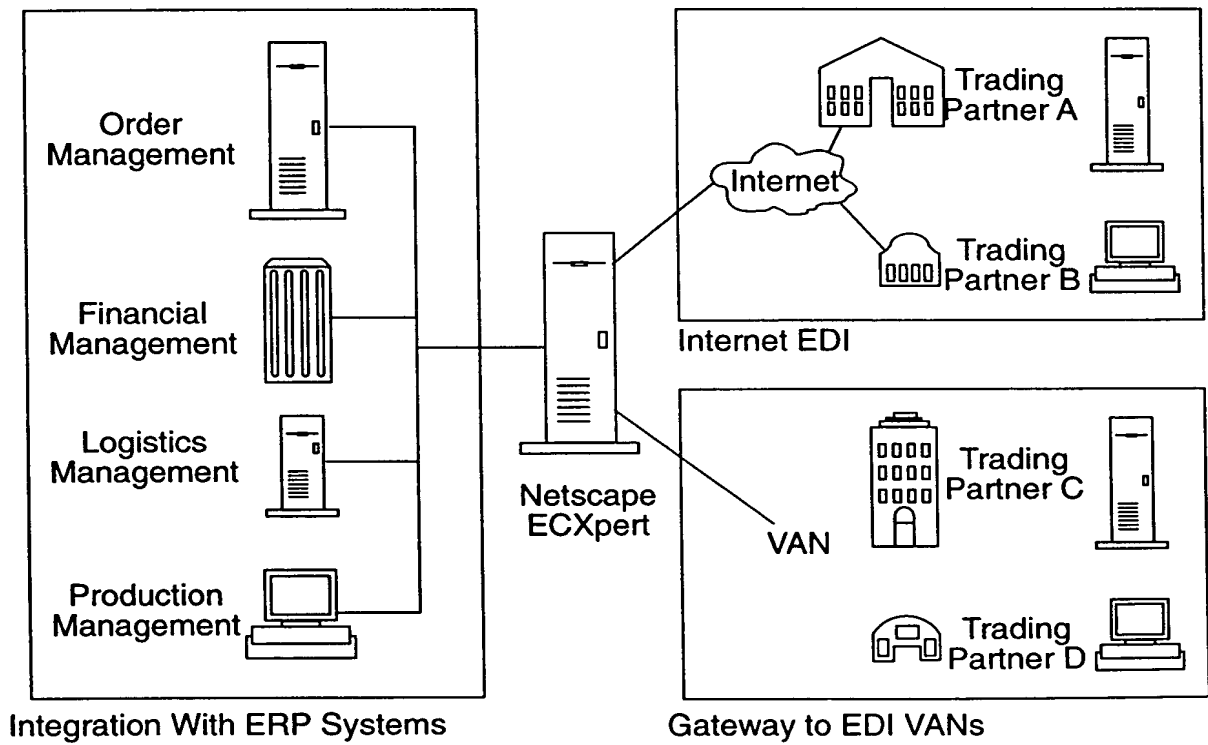 Order
Management
Financial
Management
Logistics
Management
Production
Management
Integration With ERP Systems
Netscape
ECXpert
Internet
Trading
Partner A
Trading
Partner B
Internet EDI
VAN
Trading
Partner C
Trading
Partner D
Gateway to EDI VANs